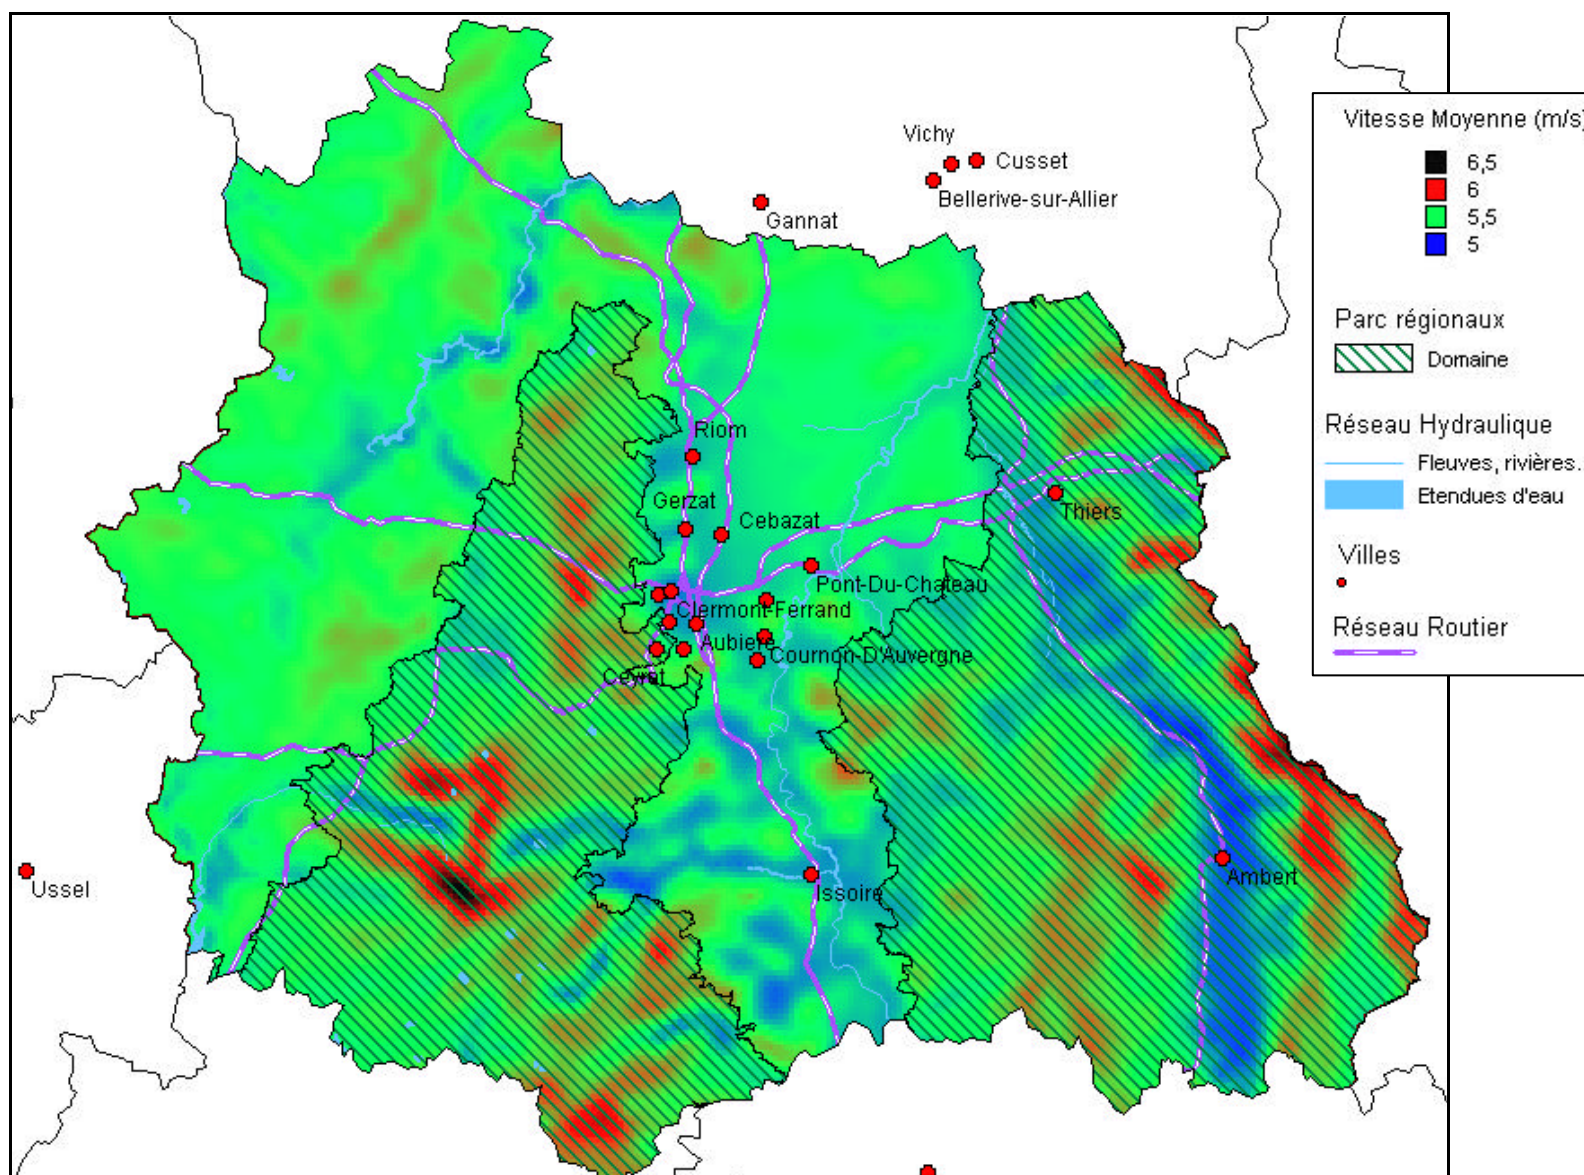 Vitesse Moyenne (m/s)
6,5
6
5,5
5
Parc régionaux
Domaine
Réseau Hydraulique
Fleuves, rivières.
Etendues d'eau
Villes
Réseau Routier
Vichy
Cusset
Bellerive-sur-Allier
Gannat
Riom
Gerzat
Cebazat
Thiers
Pont-Du-Chateau
Clermont-Ferrand
Aubiere
Cournon-D'Auvergne
Ceyrat
Ussel
Issoire
Ambert